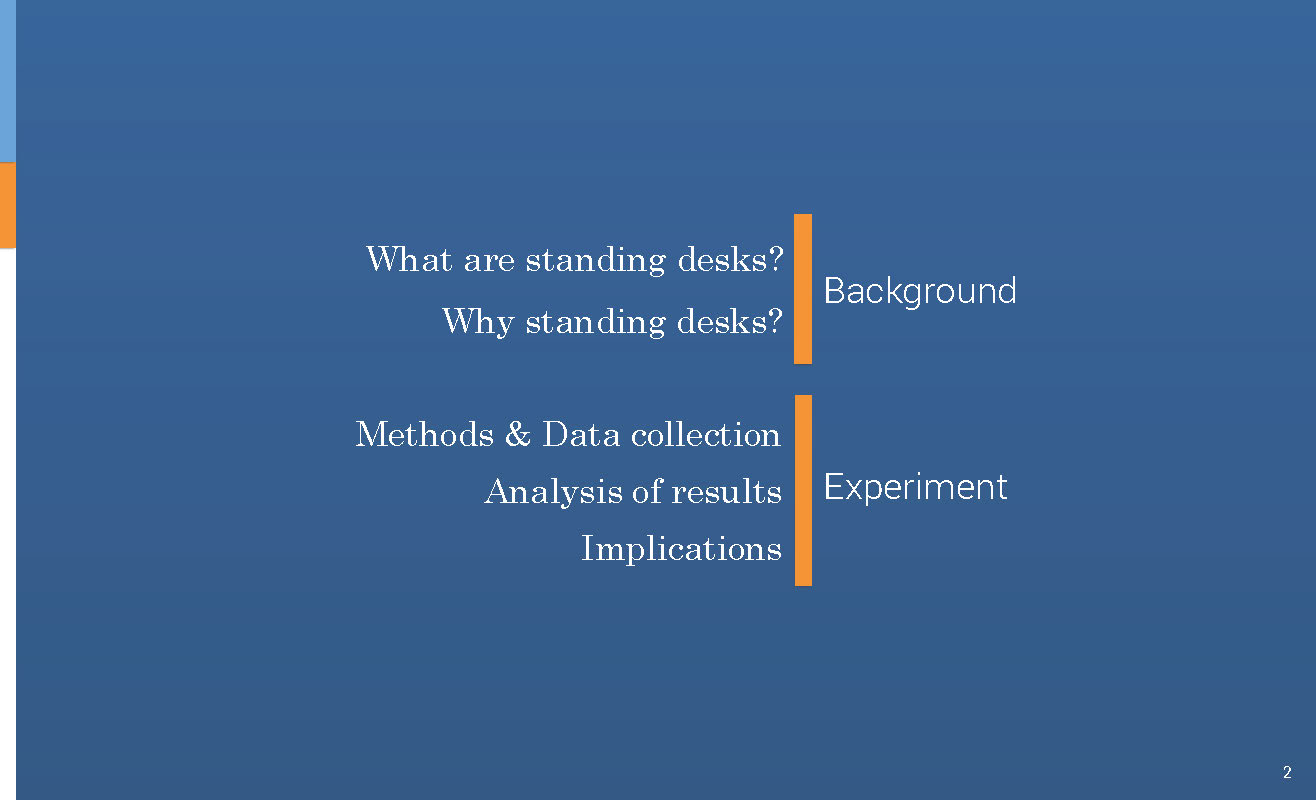 What are standing desks?
Why standing desks?
Background
Methods & Data collection
Analysis of results
Implications
Experiment
2